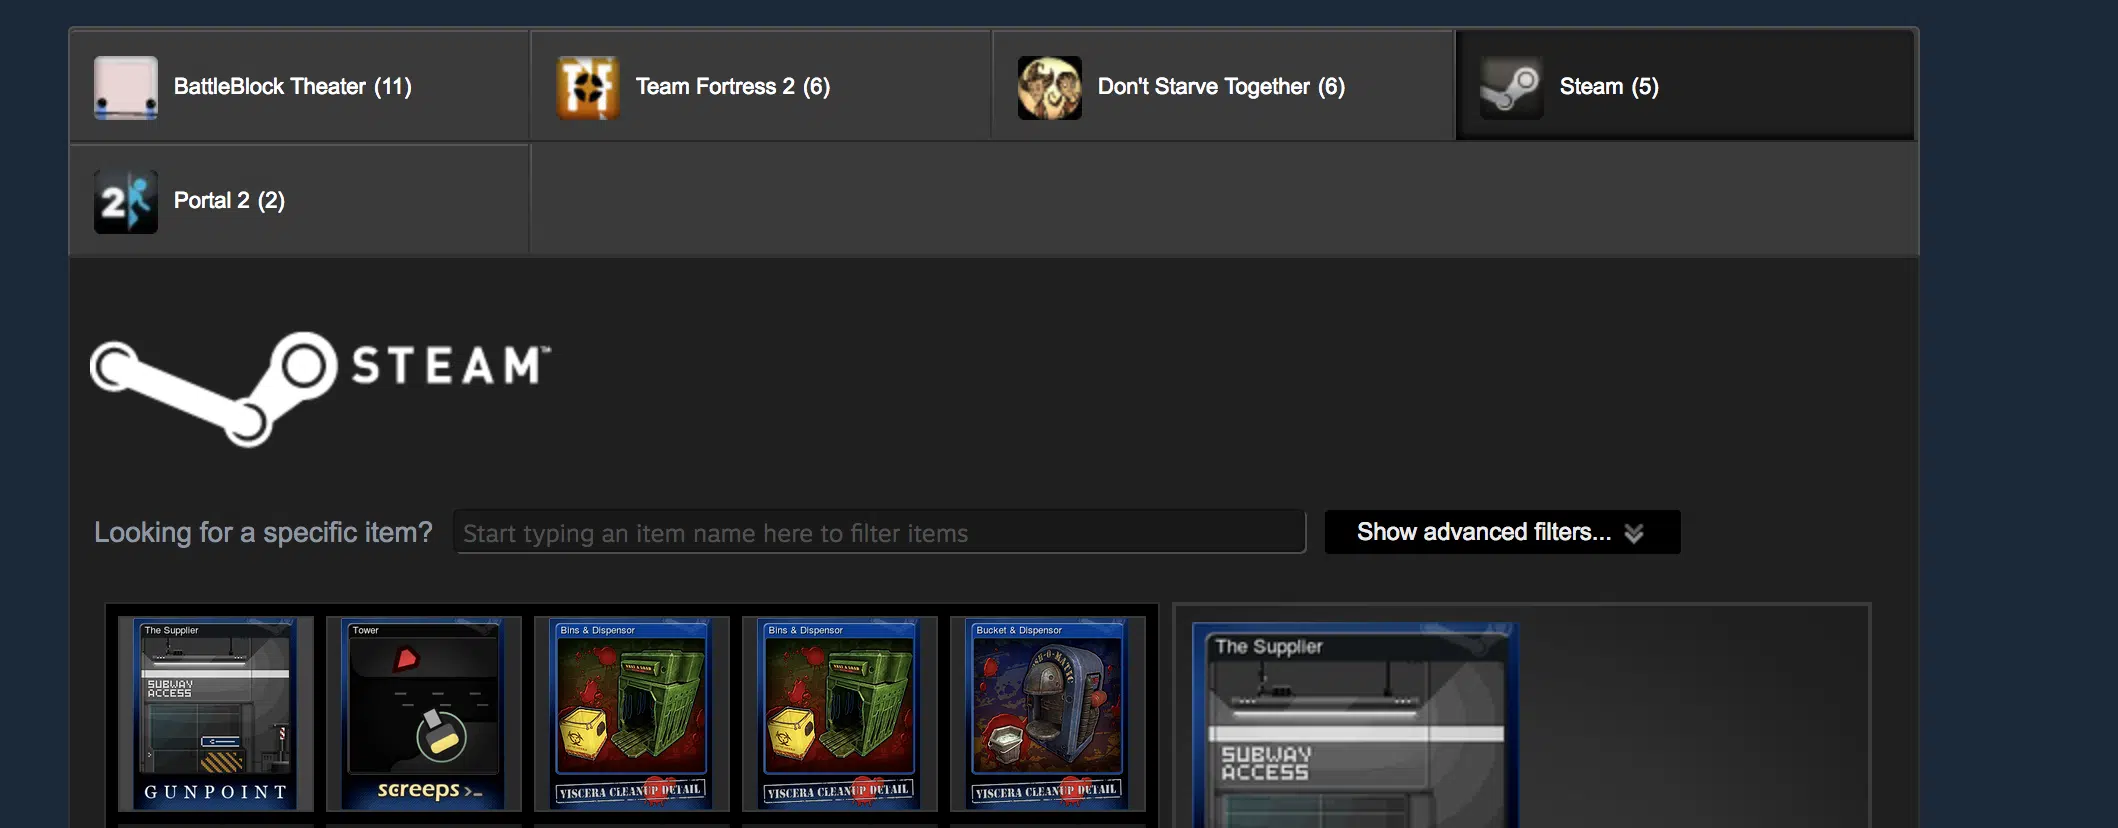 BattleBlock Theater (11)
Team Fortress 2 (6)
Don't Starve Together (6)
Steam (5)
2
Portal 2 (2)
STEAM™
Looking for a specific item?
Start typing an item name here to filter items
Show advanced filters...
The Supplier
SUBWAY
ACCESS
GUNPOINT
Tower
screeps>_
Bins & Dispensor
VISCERA CLEANUP DETAIL
Bins & Dispensor
VISCERA CLEANUP DETAIL
Bucket & Dispensor
VISCERA CLEANUP DETAIL
The Supplier
SUBWAY
ACCESS